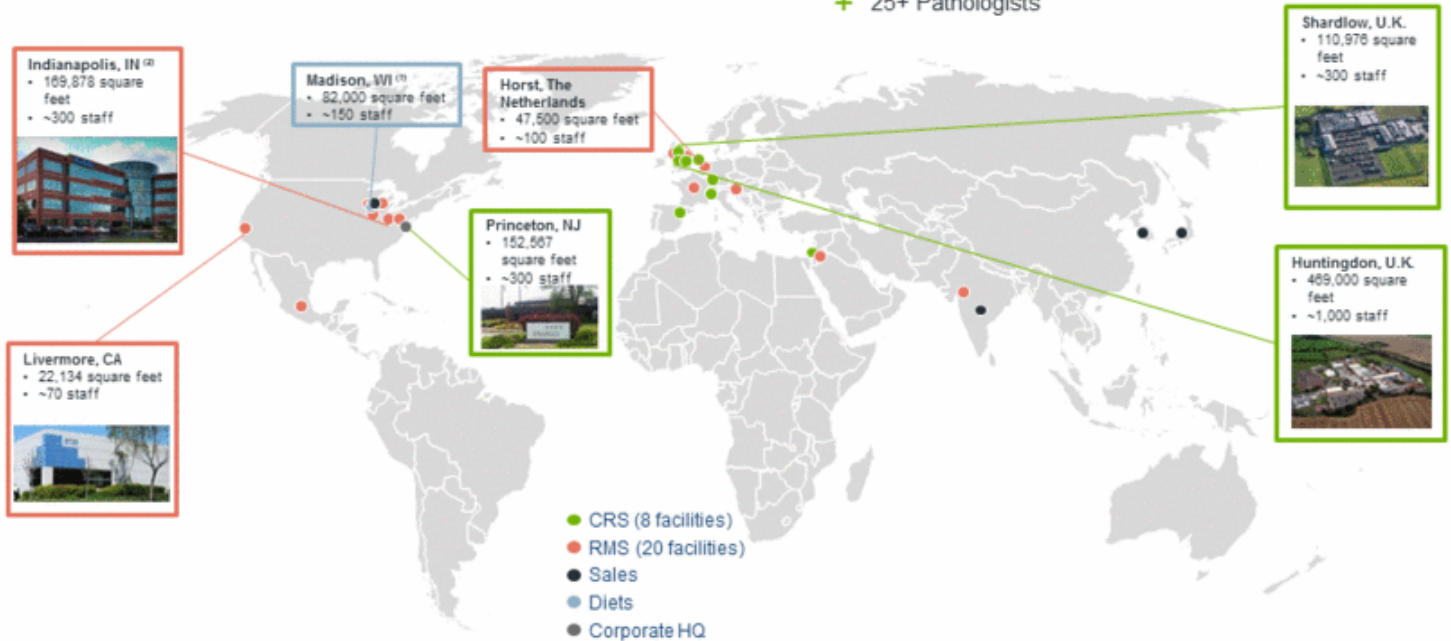 + 25+ Pathologists
Shardlow, U.K.
• 110,976 square
feet
• ~300 staff
Indianapolis, IN (2)
• 169,878 square
feet
• ~300 staff
Madison, WI (1)
• 82,000 square feet
• ~150 staff
Horst, The
Netherlands
• 47,500 square feet
• ~100 staff
Princeton, NJ
• 152,567
square feet
• ~300 staff
Huntingdon, U.K.
• 469,000 square
feet
• ~1,000 staff
Livermore, CA
• 22,134 square feet
• ~70 staff
CRS (8 facilities)
RMS (20 facilities)
Sales
Diets
Corporate HQ